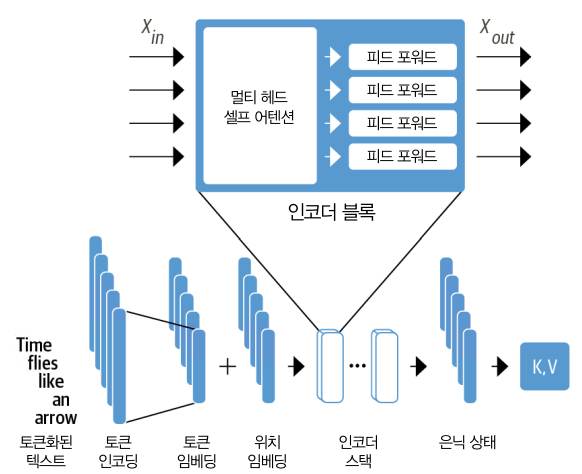 Xin
Xout
멀티 헤드
셀프 어텐션
피드 포워드
피드 포워드
피드 포워드
피드 포워드
인코더 블록
Time
flies
like
an
arrow
+
...
K, V
토큰화된
텍스트
토큰
인코딩
토큰
임베딩
위치
임베딩
인코더
스택
은닉 상태